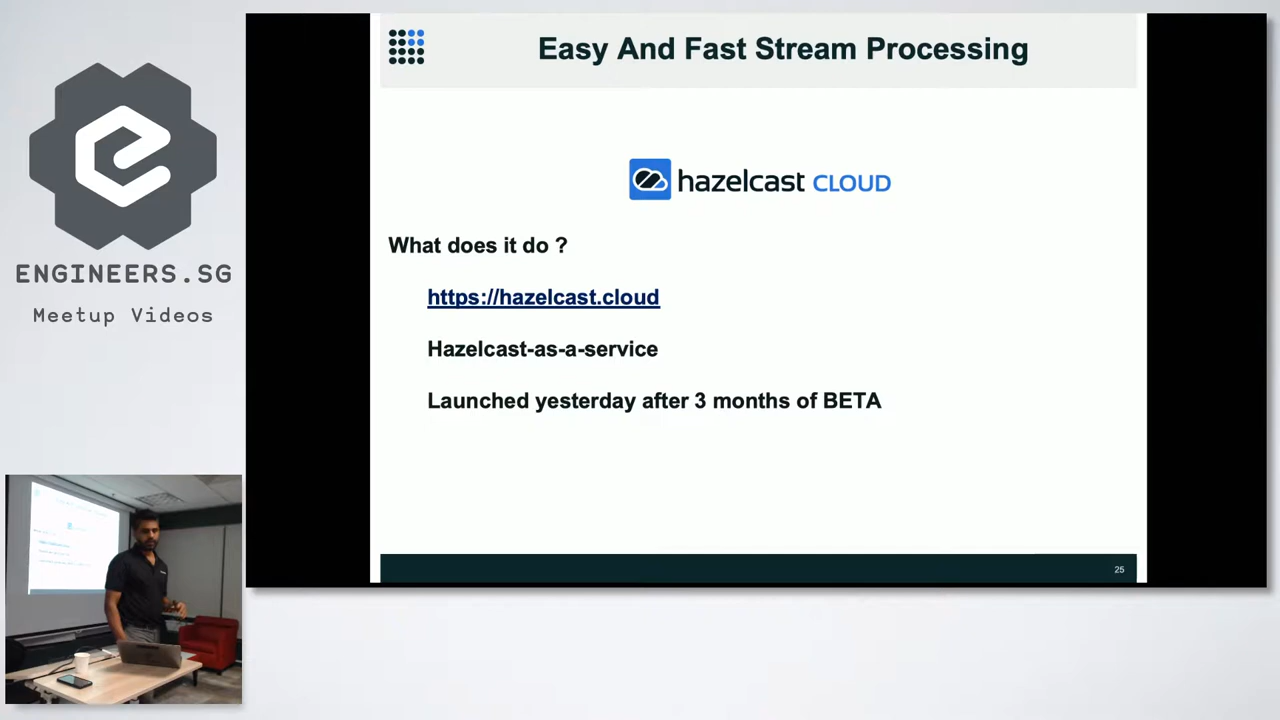 Easy And Fast Stream Processing
hazelcast CLOUD
What does it do ?
https://hazelcast.cloud
Hazelcast-as-a-service
Launched yesterday after 3 months of BETA
25
ENGINEERS.SG
Meetup Videos